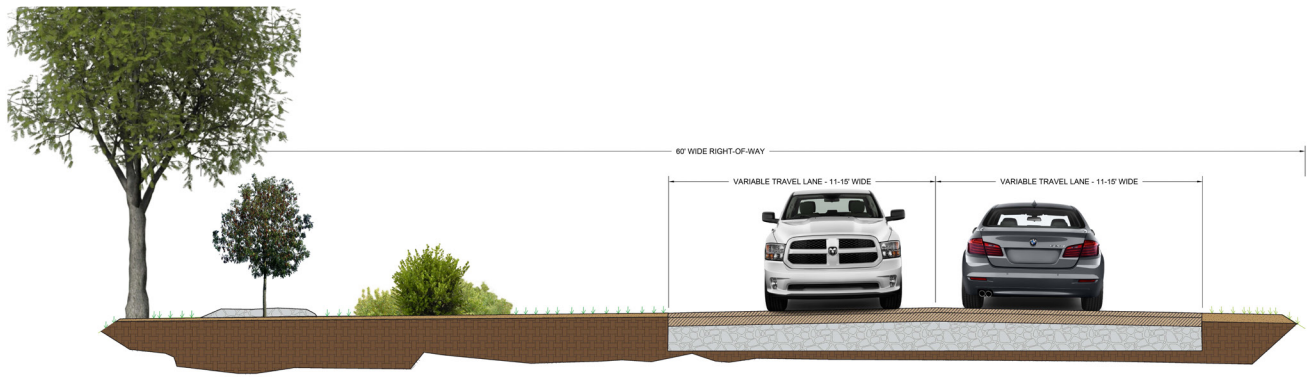 60' WIDE RIGHT-OF-WAY
VARIABLE TRAVEL LANE - 11-15' WIDE
VARIABLE TRAVEL LANE - 11-15' WIDE